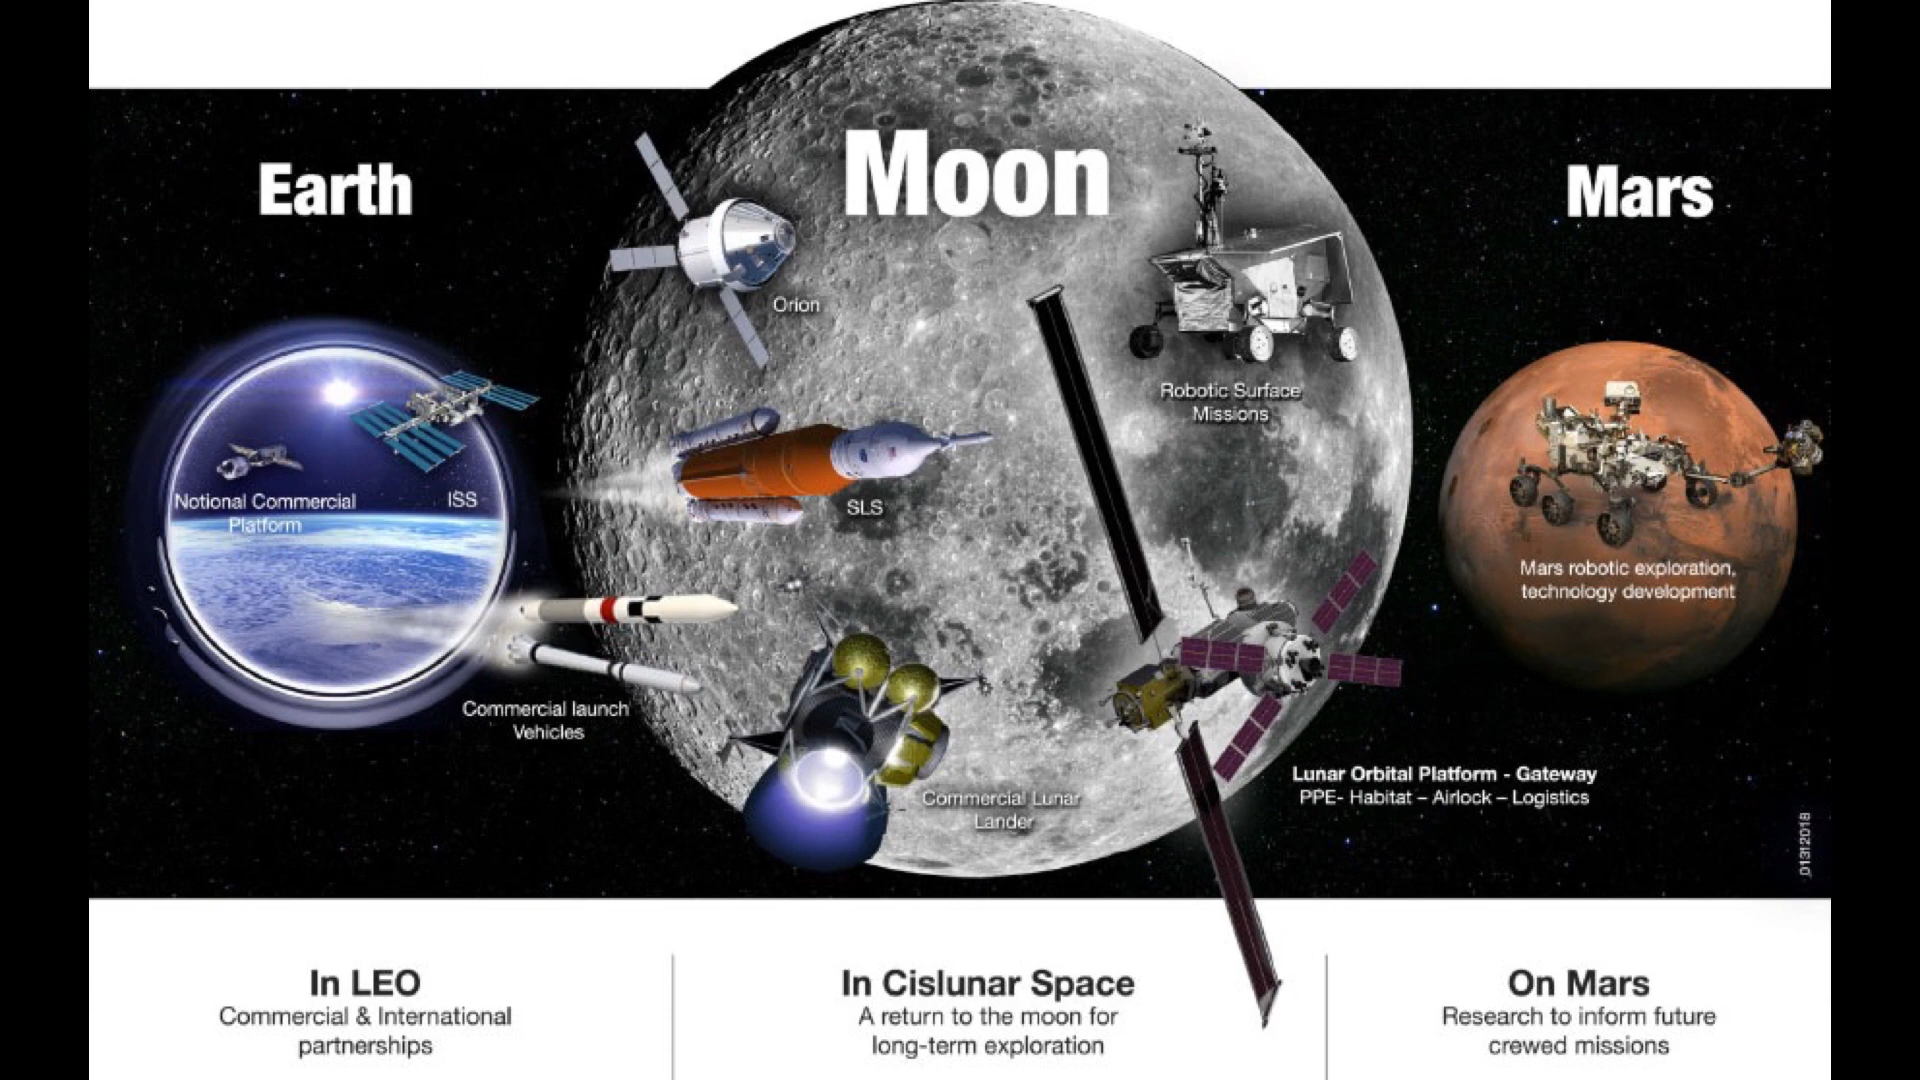 Earth
Moon
Mars
Orion
Robotic Surface
Missions
Notional Commercial
Platform
ISS
SLS
Mars robotic exploration,
technology development
Commercial launch
Vehicles
Commercial Lunar
Lander
Lunar Orbital Platform - Gateway
PPE- Habitat – Airlock – Logistics
01312018
In LEO
Commercial & International
partnerships
In Cislunar Space
A return to the moon for
long-term exploration
On Mars
Research to inform future
crewed missions